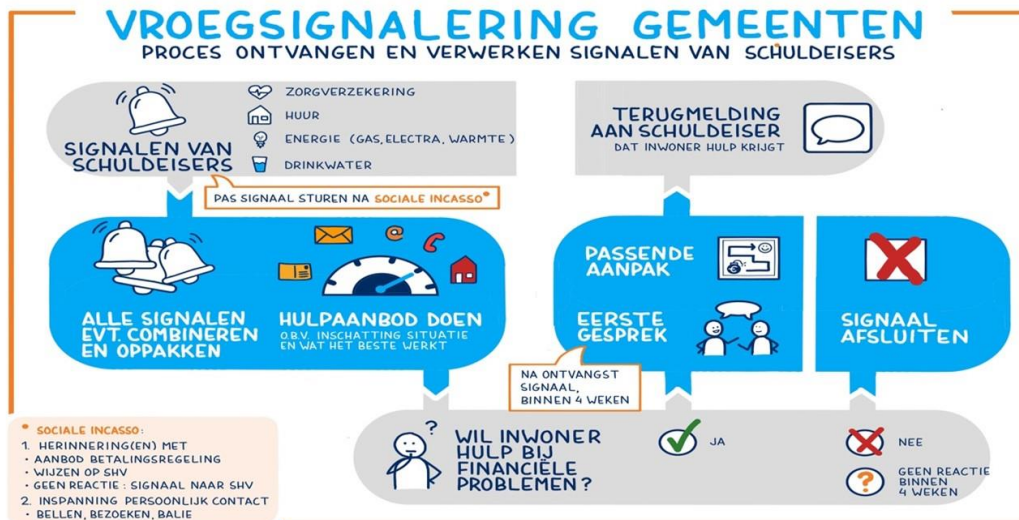 VROEGSIGNALERING GEMEENTEN
PROCES ONTVANGEN EN VERWERKEN SIGNALEN VAN SCHULDEISERS
SIGNALEN VAN
SCHULDEISERS
ZORGVERZEKERING
HUUR
ENERGIE (GAS, ELECTRA, WARMTE)
DRINKWATER
PAS SIGNAAL STUREN NA SOCIALE INCASSO*
TERUGMELDING
AAN SCHULDEISER
DAT INWONER HULP KRIJGT
ALLE SIGNALEN
EVT. COMBINEREN
EN OPPAKKEN
@
HULPAANBOD DOEN
O.B.V. INSCHATTING SITUATIE
EN WAT HET BESTE WERKT
PASSENDE
AANPAK
EERSTE
GESPREK
SIGNAAL
AFSLUITEN
NA ONTVANGST
SIGNAAL,
BINNEN 4 WEKEN
?
WIL INWONER
HULP BIJ
FINANCIËLE
PROBLEMEN?
JA
NEE
?
GEEN REACTIE
BINNEN
4 WEKEN
* SOCIALE INCASSO:
1. HERINNERING(EN) MET
• AANBOD BETALINGSREGELING
• WIJZEN OP SHV
• GEEN REACTIE: SIGNAAL NAAR SHV
2. INSPANNING PERSOONLIJK CONTACT
• BELLEN, BEZOEKEN, BALIE